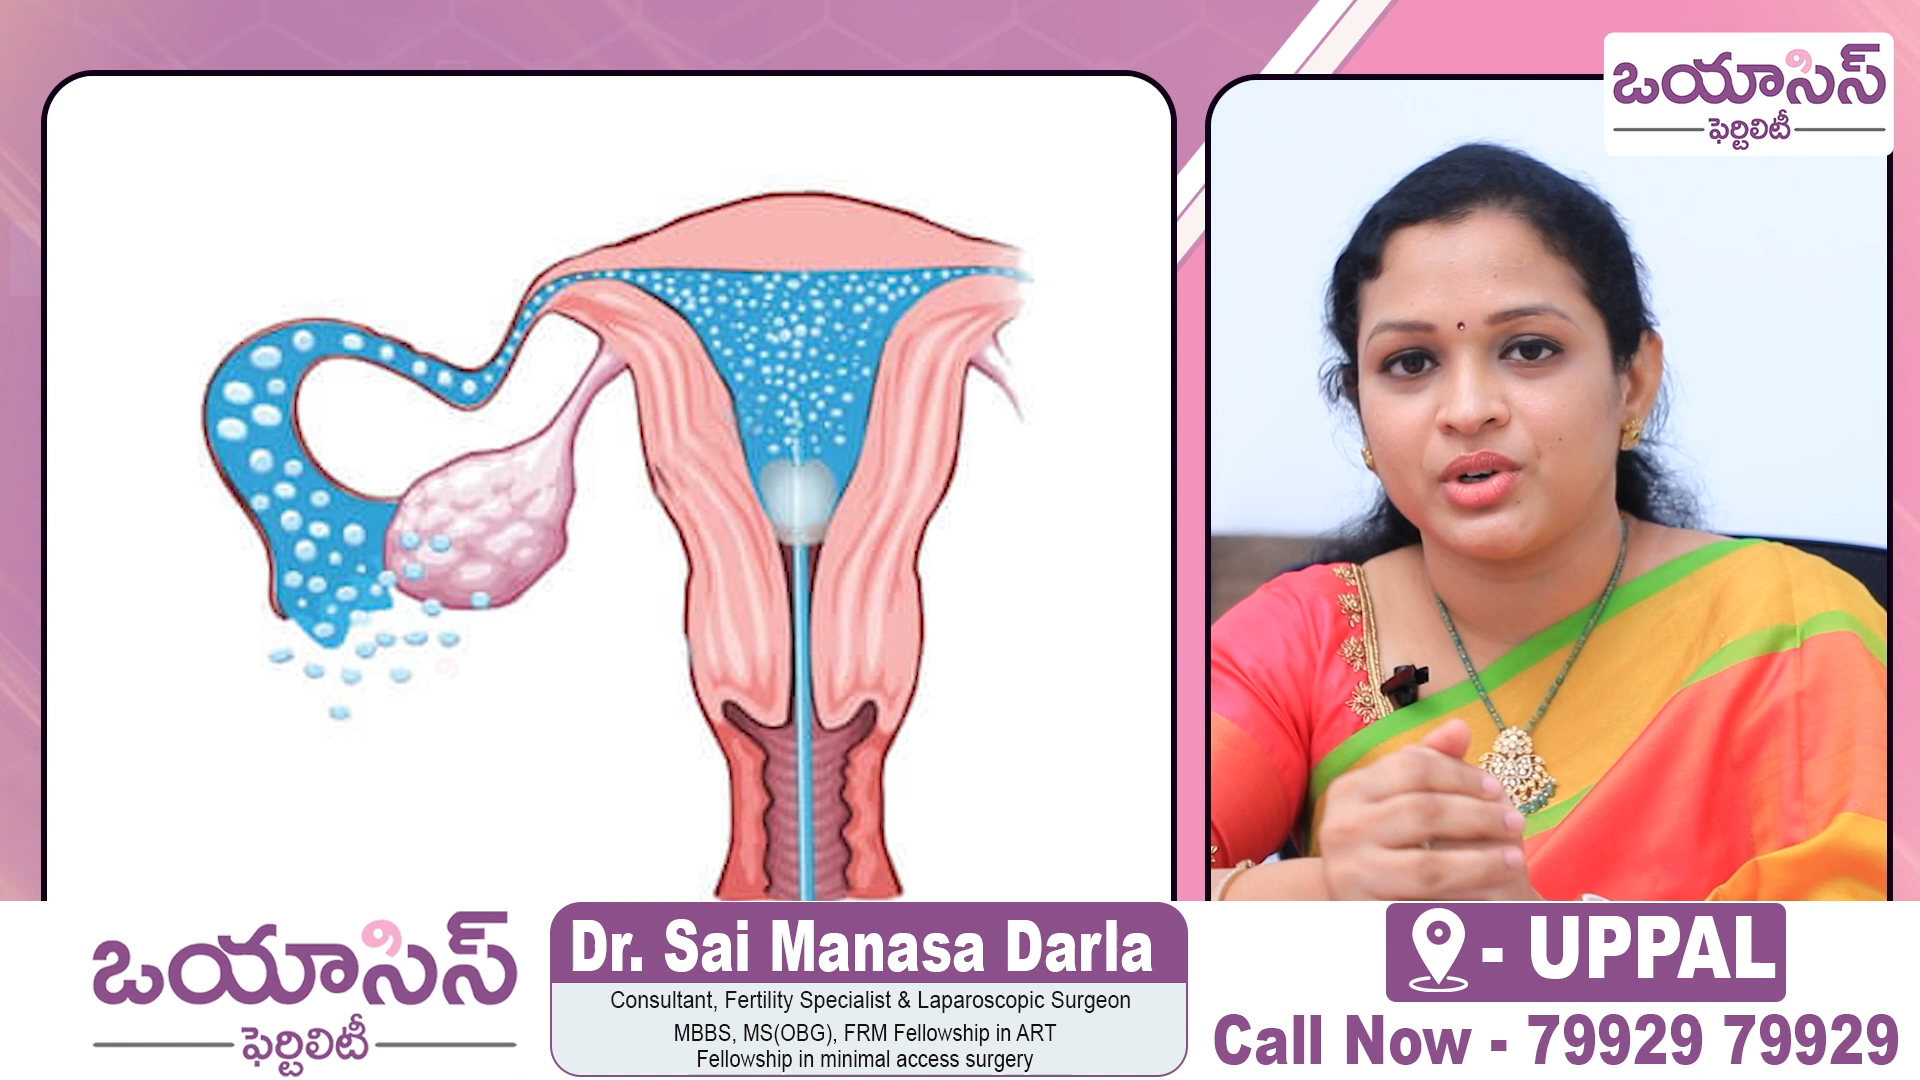 ఒయాసిస్
ఫెర్టిలిటీ
ఒయాసిస్
ఫెర్టిలిటీ
Dr. Sai Manasa Darla
Consultant, Fertility Specialist & Laparoscopic Surgeon
MBBS, MS(OBG), FRM Fellowship in ART
Fellowship in minimal access surgery
- UPPAL
Call Now - 79929 79929